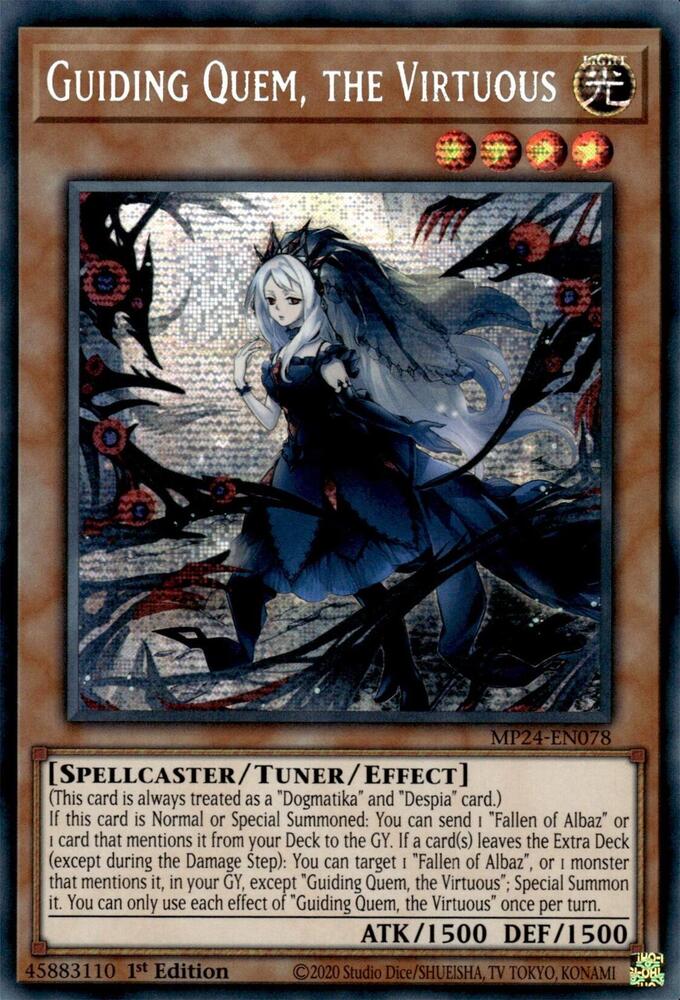 GUIDING QUEM, THE VIRTUOUS
LIGHT
光
MP24-EN078
[SPELLCASTER/TUNER/EFFECT]
(This card is always treated as a "Dogmatika" and "Despia" card.)
If this card is Normal or Special Summoned: You can send 1 "Fallen of Albaz" or
1 card that mentions it from your Deck to the GY. If a card(s) leaves the Extra Deck
(except during the Damage Step): You can target 1 "Fallen of Albaz", or 1 monster
that mentions it, in your GY, except "Guiding Quem, the Virtuous"; Special Summon
it. You can only use each effect of "Guiding Quem, the Virtuous" once per turn.
ATK/1500 DEF/1500
45883110 1st Edition ©2020 Studio Dice/SHUEISHA, TV TOKYO, KONAMI